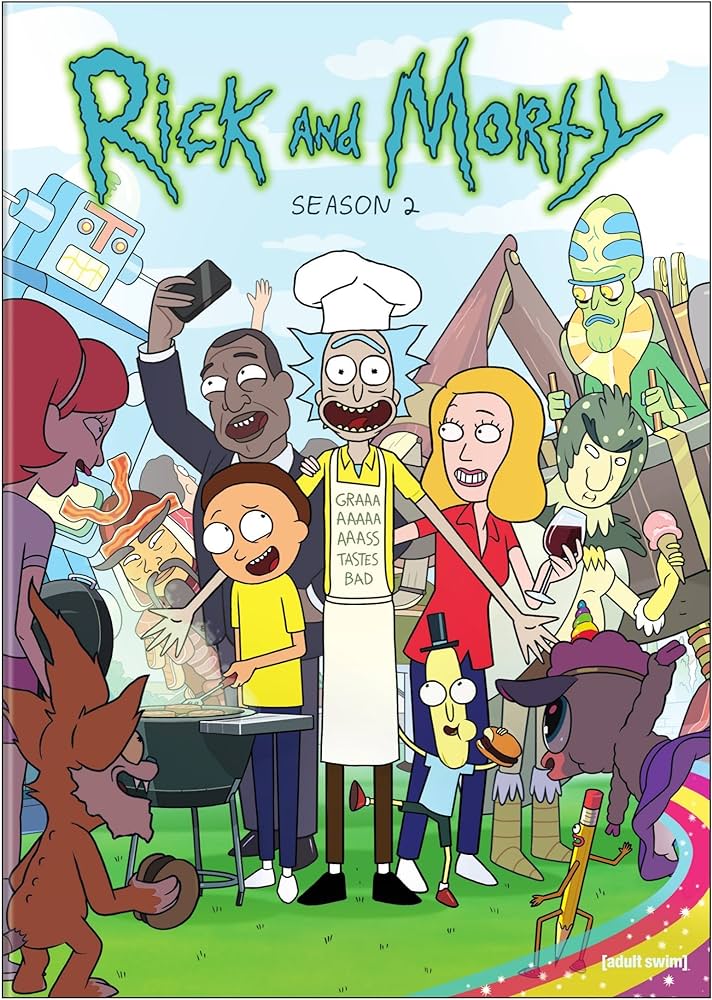 RICK AND MORTY
SEASON 2
GRAAA
AAAAA
AAASS
TASTES
BAD
[adult swim]